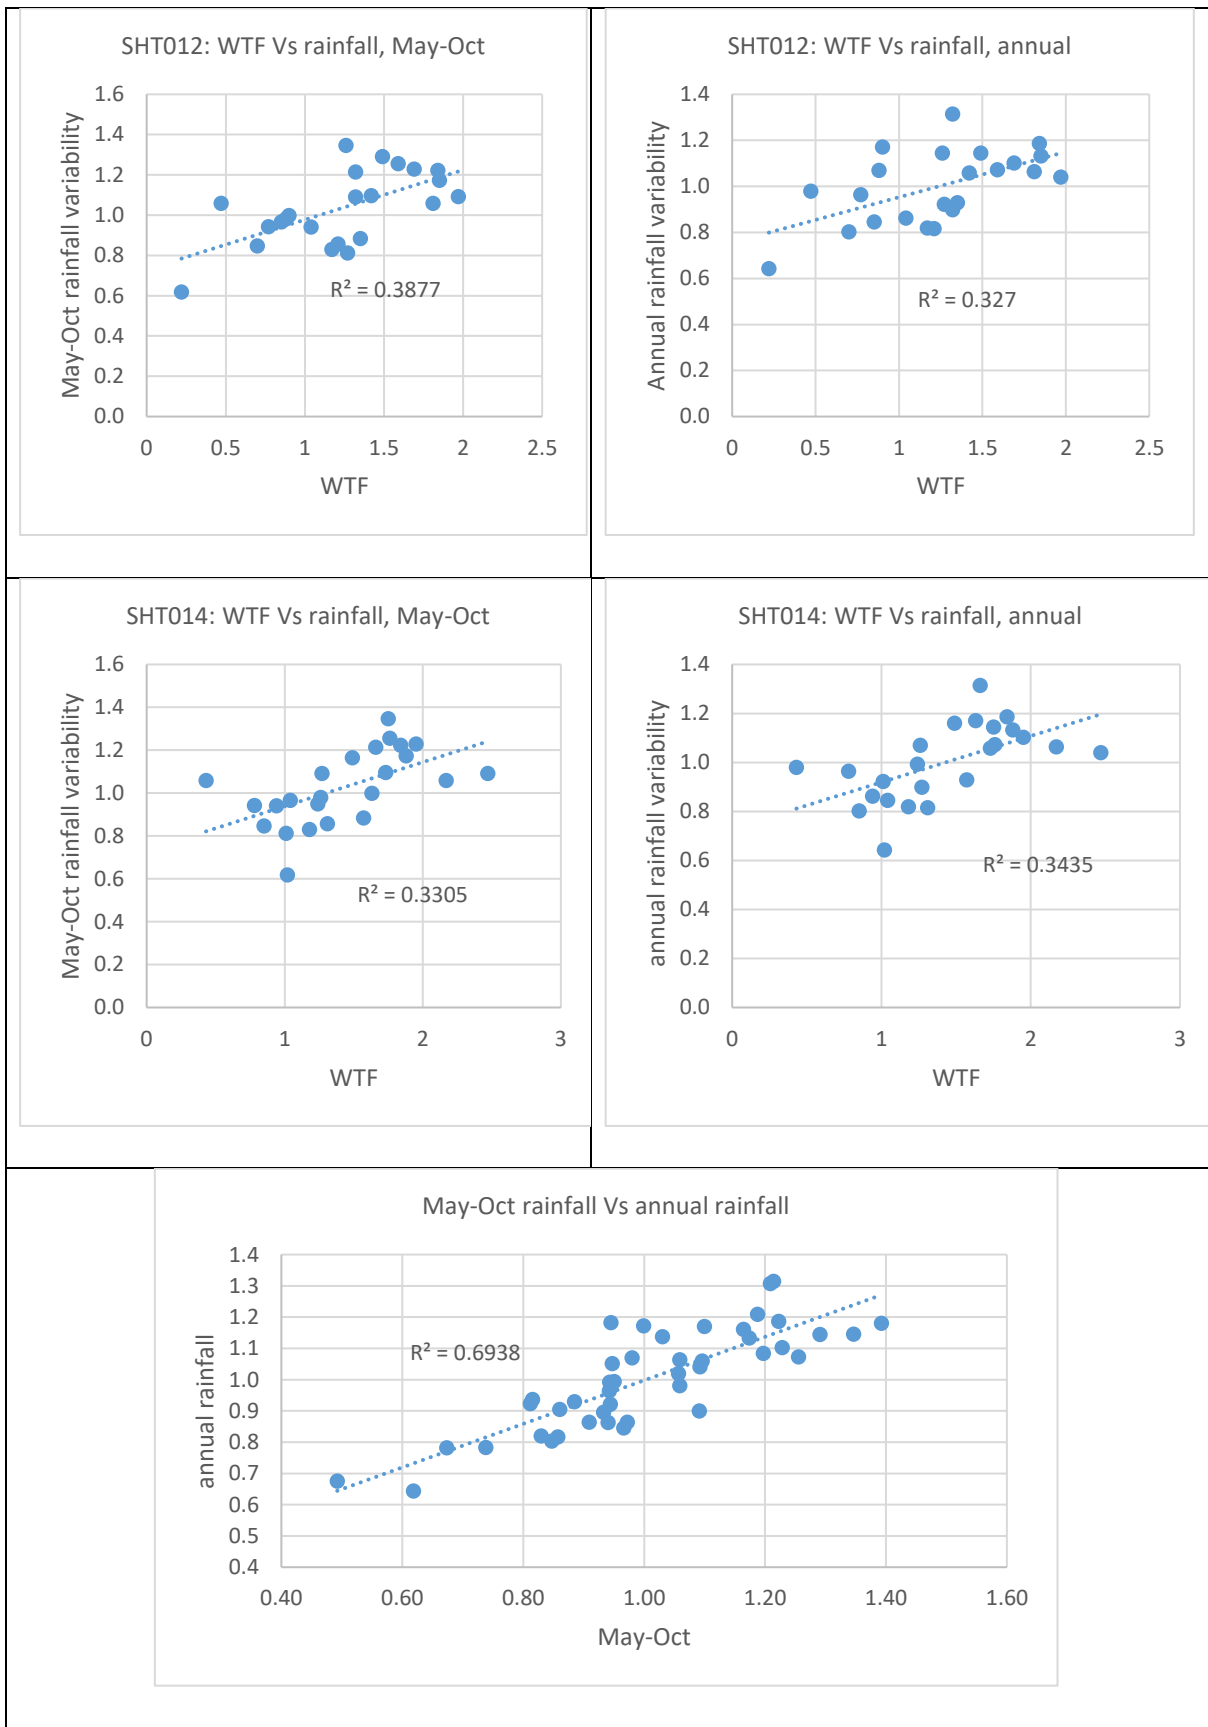 SHT012: WTF Vs rainfall, May-Oct
May-Oct rainfall variability
1.6
1.4
1.2
1.0
0.8
0.6
0.4
0.2
0.0
R² = 0.3877
0 0.5 1 1.5 2 2.5
WTF
SHT012: WTF Vs rainfall, annual
Annual rainfall variability
1.4
1.2
1.0
0.8
0.6
0.4
0.2
0.0
R² = 0.327
0 0.5 1 1.5 2 2.5
WTF
SHT014: WTF Vs rainfall, May-Oct
May-Oct rainfall variability
1.6
1.4
1.2
1.0
0.8
0.6
0.4
0.2
0.0
R² = 0.3305
0 1 2 3
WTF
SHT014: WTF Vs rainfall, annual
annual rainfall variability
1.4
1.2
1.0
0.8
0.6
0.4
0.2
0.0
R² = 0.3435
0 1 2 3
WTF
May-Oct rainfall Vs annual rainfall
annual rainfall
1.4
1.3
1.2
1.1
1.0
0.9
0.8
0.7
0.6
0.5
0.4
R² = 0.6938
0.40 0.60 0.80 1.00 1.20 1.40 1.60
May-Oct